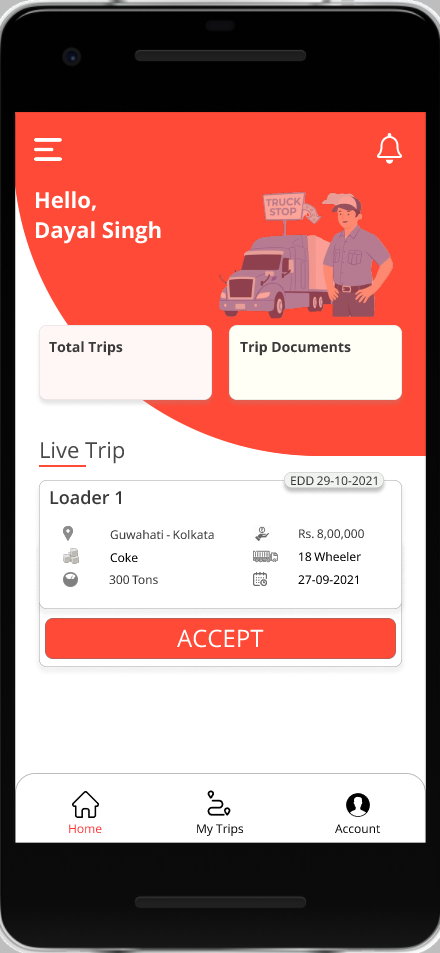 Hello,
Dayal Singh
TRUCK
STOP
Total Trips
Trip Documents
Live Trip
EDD 29-10-2021
Loader 1
Guwahati - Kolkata
Rs. 8,00,000
Coke
18 Wheeler
300 Tons
27-09-2021
ACCEPT
Home
My Trips
Account